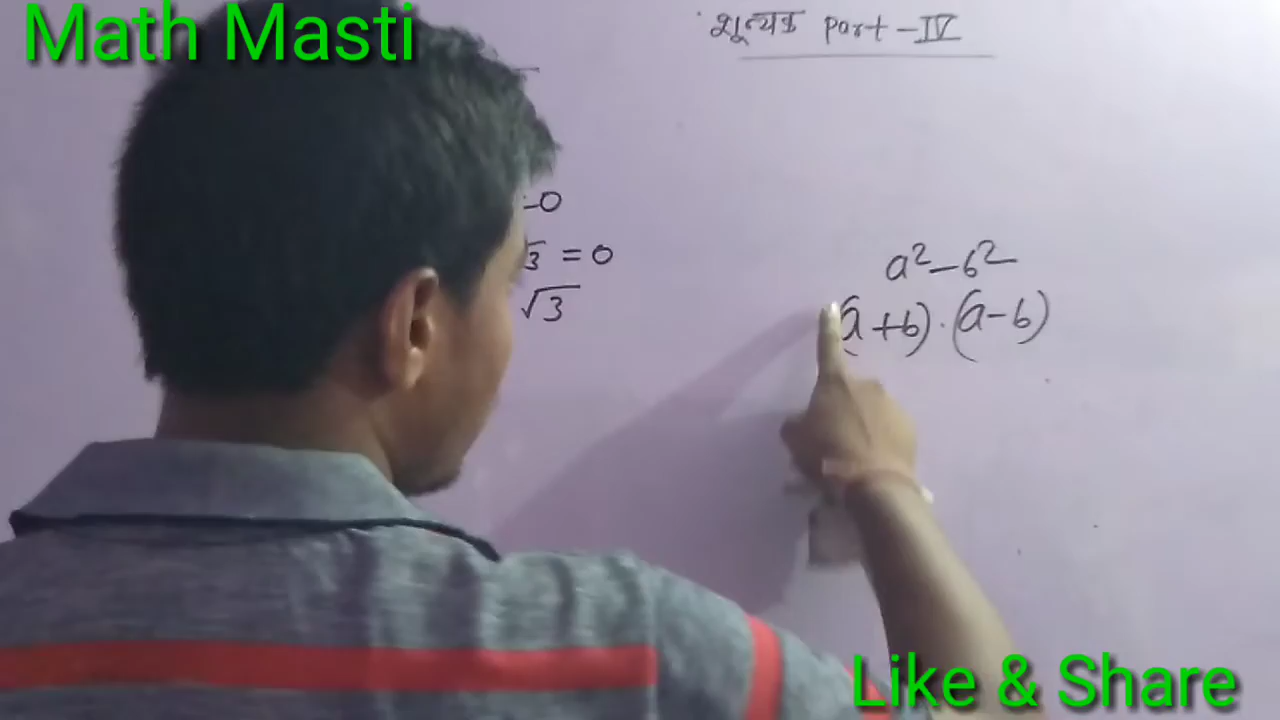 Math Masti
शून्यक Part - IV
-0
3 = 0
√3
a² - b²
(a + b) · (a - b)
Like & Share